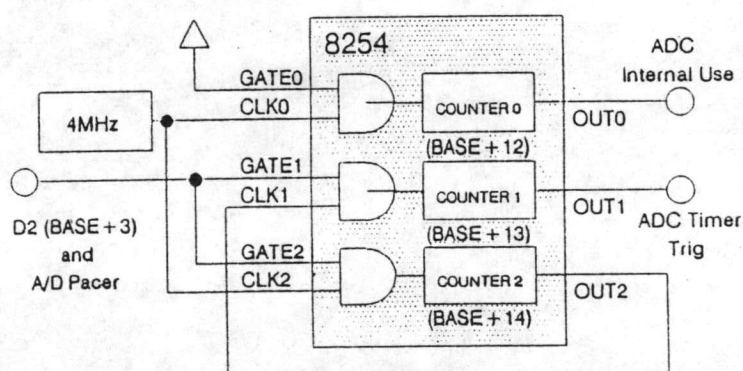 8254
ADC
Internal Use
GATE0
CLK0
4MHz
COUNTER 0
OUT0
(BASE + 12)
GATE1
CLK1
COUNTER 1
OUT1
(BASE + 13)
ADC Timer
Trig
D2 (BASE + 3)
and
A/D Pacer
GATE2
CLK2
COUNTER 2
OUT2
(BASE + 14)